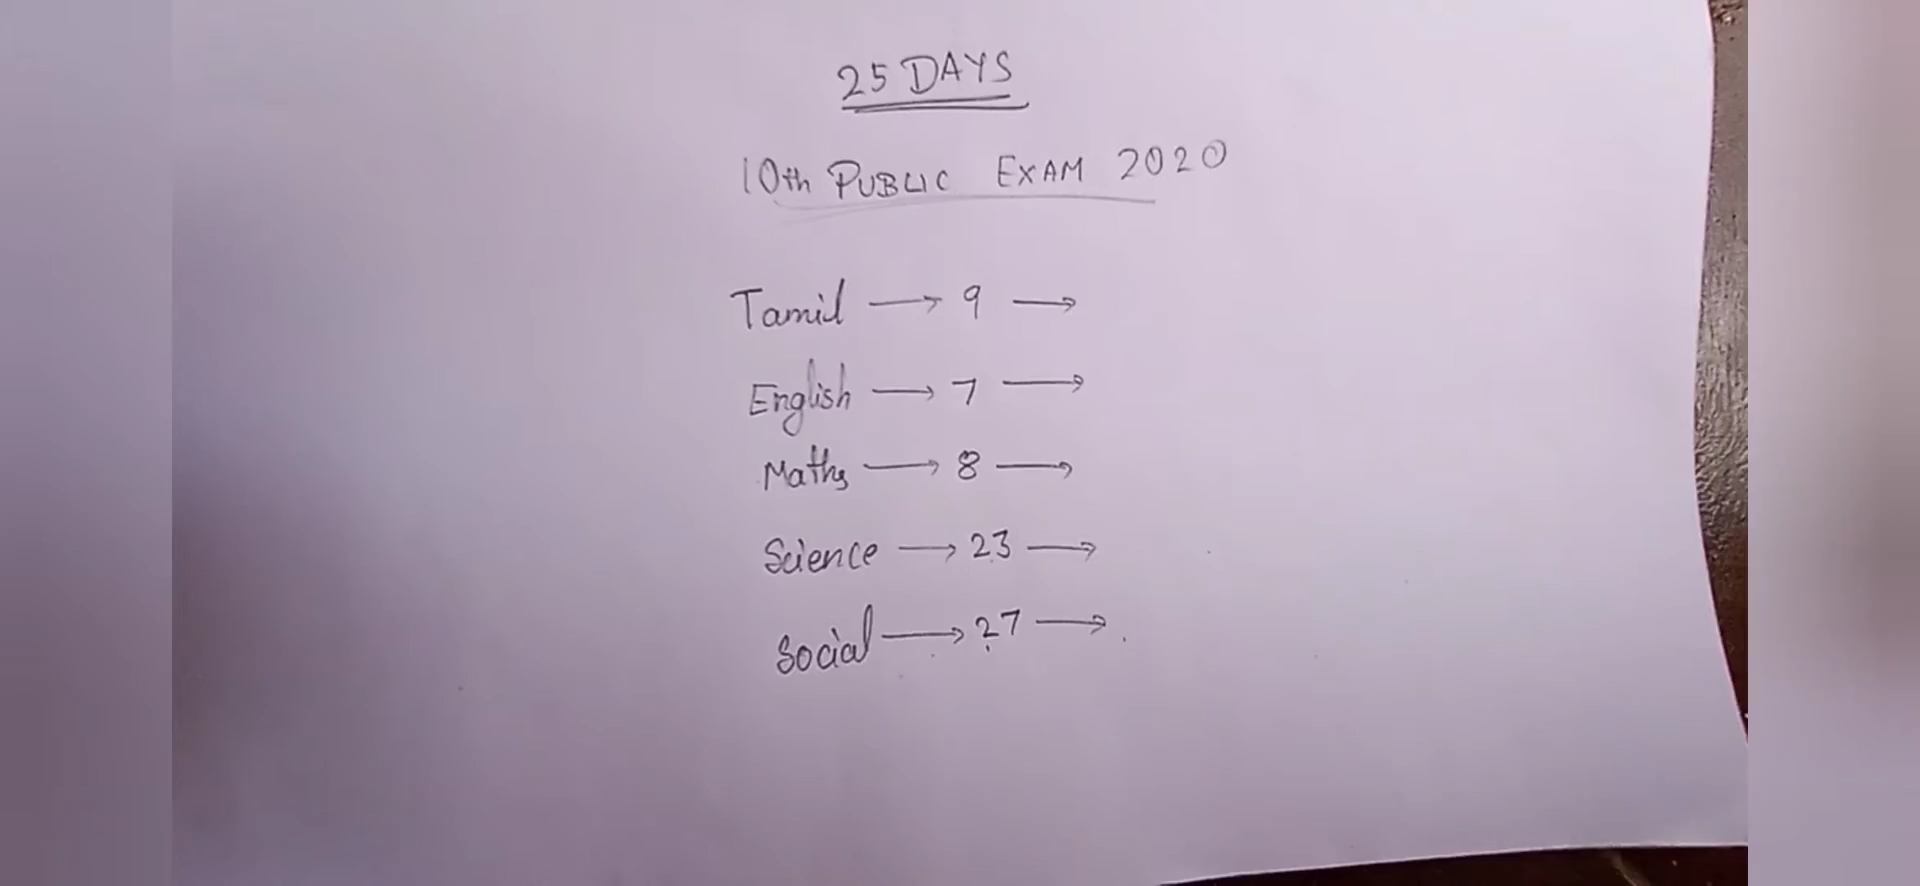 25 DAYS
10th PUBLIC EXAM 2020
Tamil → 9 →
English → 7 →
Maths → 8 →
Science → 23 →
Social → 27 →